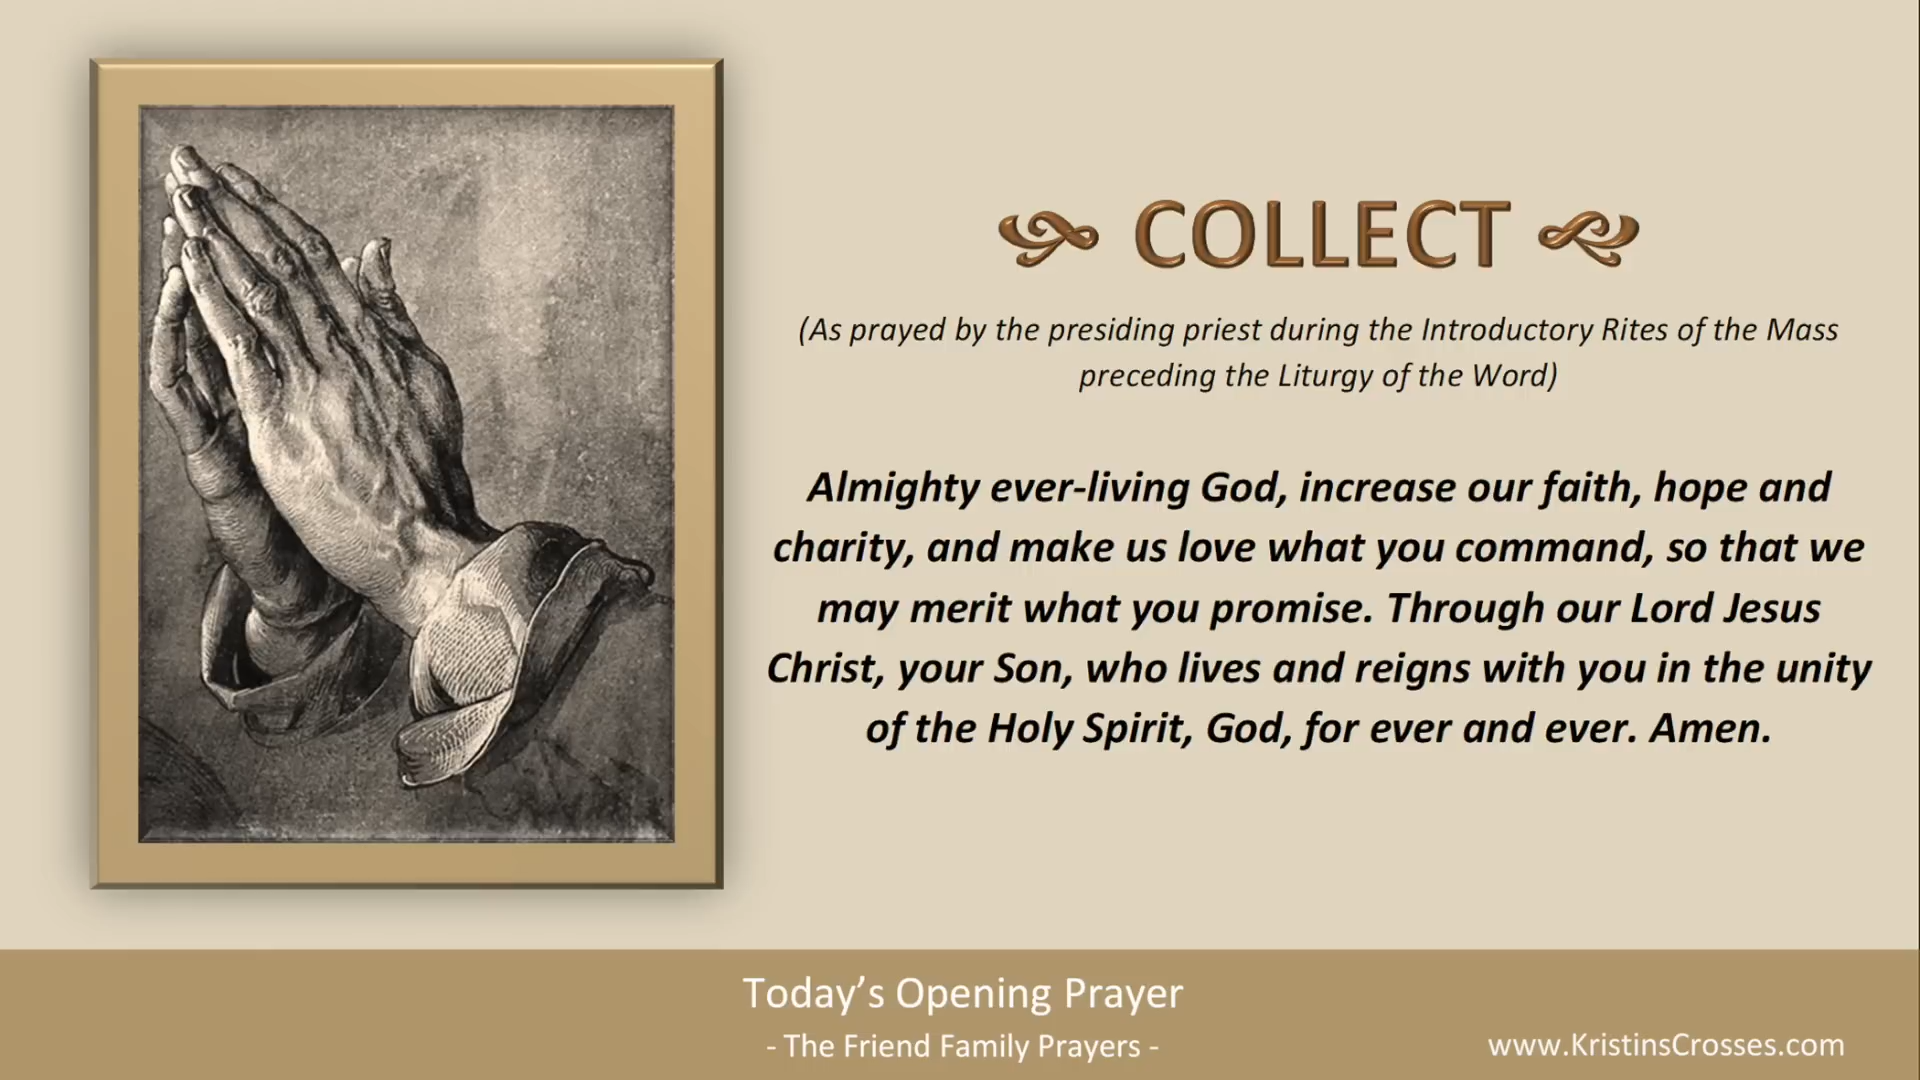 COLLECT
(As prayed by the presiding priest during the Introductory Rites of the Mass
preceding the Liturgy of the Word)
Almighty ever-living God, increase our faith, hope and
charity, and make us love what you command, so that we
may merit what you promise. Through our Lord Jesus
Christ, your Son, who lives and reigns with you in the unity
of the Holy Spirit, God, for ever and ever. Amen.
Today’s Opening Prayer
- The Friend Family Prayers -
www.KristinsCrosses.com